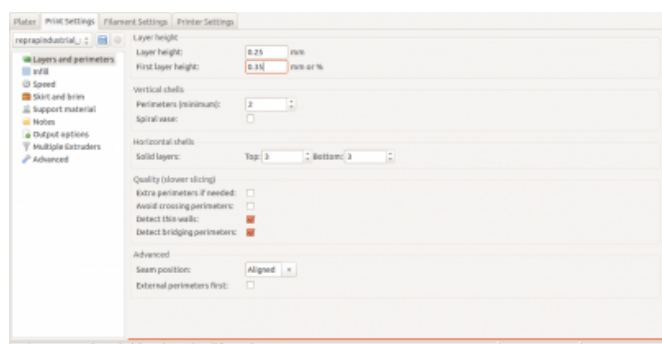 Plater Print Settings Filament Settings Printer Settings
reprapindustrial_
Layers and perimeters
Infill
Speed
Skirt and brim
Support material
Notes
Output options
Multiple Extruders
Advanced
Layer height
Layer height: 0.25 mm
First layer height: 0.35 mm or %
Vertical shells
Perimeters (minimum): 2
Spiral vase:
Horizontal shells
Solid layers: Top: 3 Bottom: 3
Quality (slower slicing)
Extra perimeters if needed:
Avoid crossing perimeters:
Detect thin walls:
Detect bridging perimeters:
Advanced
Seam position: Aligned
External perimeters first: